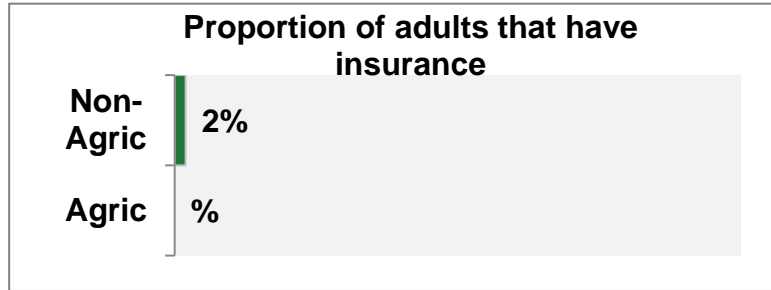 Proportion of adults that have
insurance
Non-
Agric
2%
Agric
%